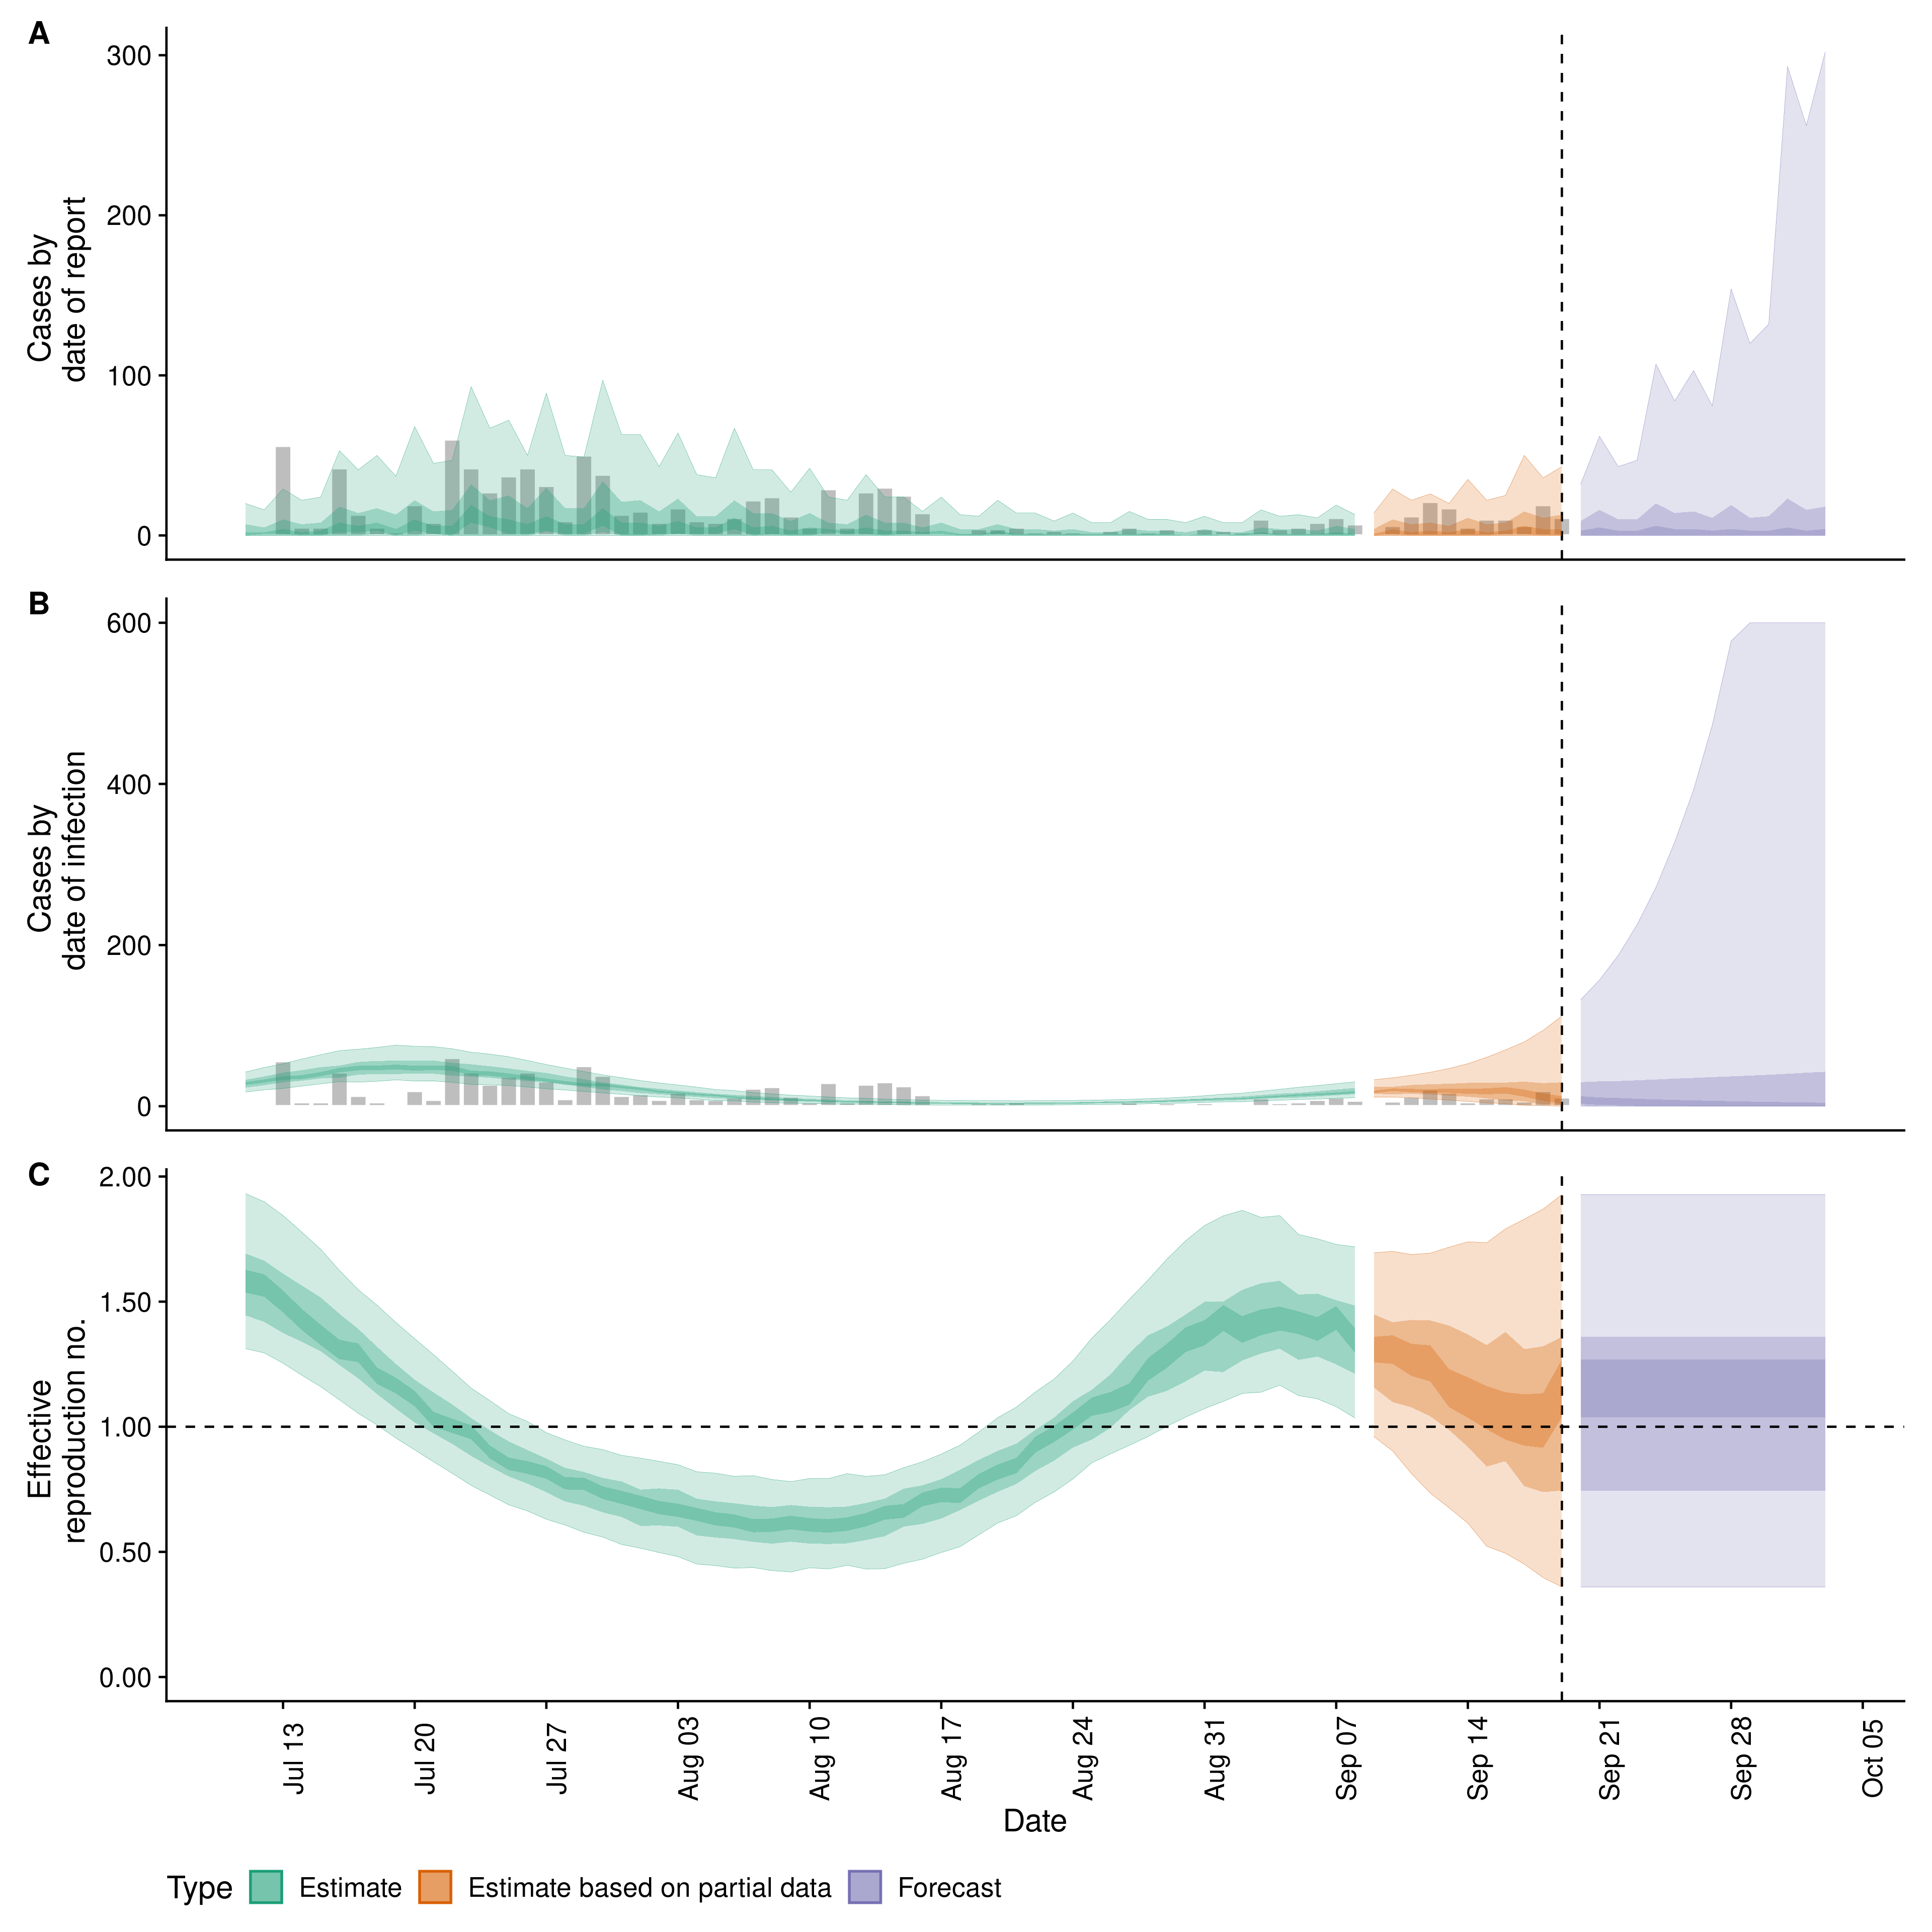 A
Cases by
date of report
300
200
100
0
B
Cases by
date of infection
600
400
200
0
C
Effective
reproduction no.
2.00
1.50
1.00
0.50
0.00
Jul 13
Jul 20
Jul 27
Aug 03
Aug 10
Aug 17
Aug 24
Aug 31
Sep 07
Sep 14
Sep 21
Sep 28
Oct 05
Date
Type Estimate Estimate based on partial data Forecast